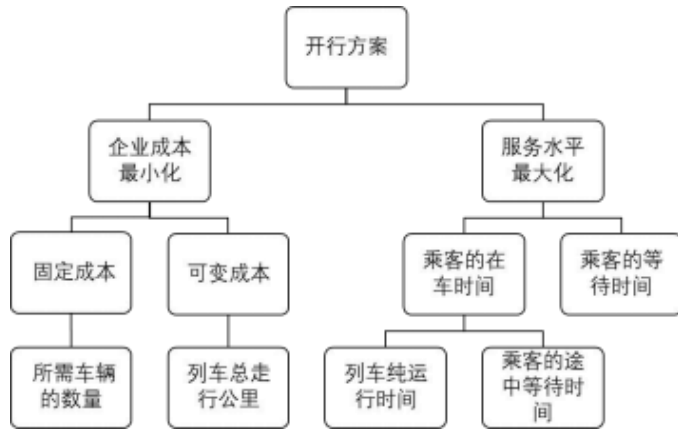 开行方案
企业成本
最小化
服务水平
最大化
固定成本
可变成本
乘客的在
车时间
乘客的等
待时间
所需车辆
的数量
列车总走
行公里
列车纯运
行时间
乘客的途
中等待时
间